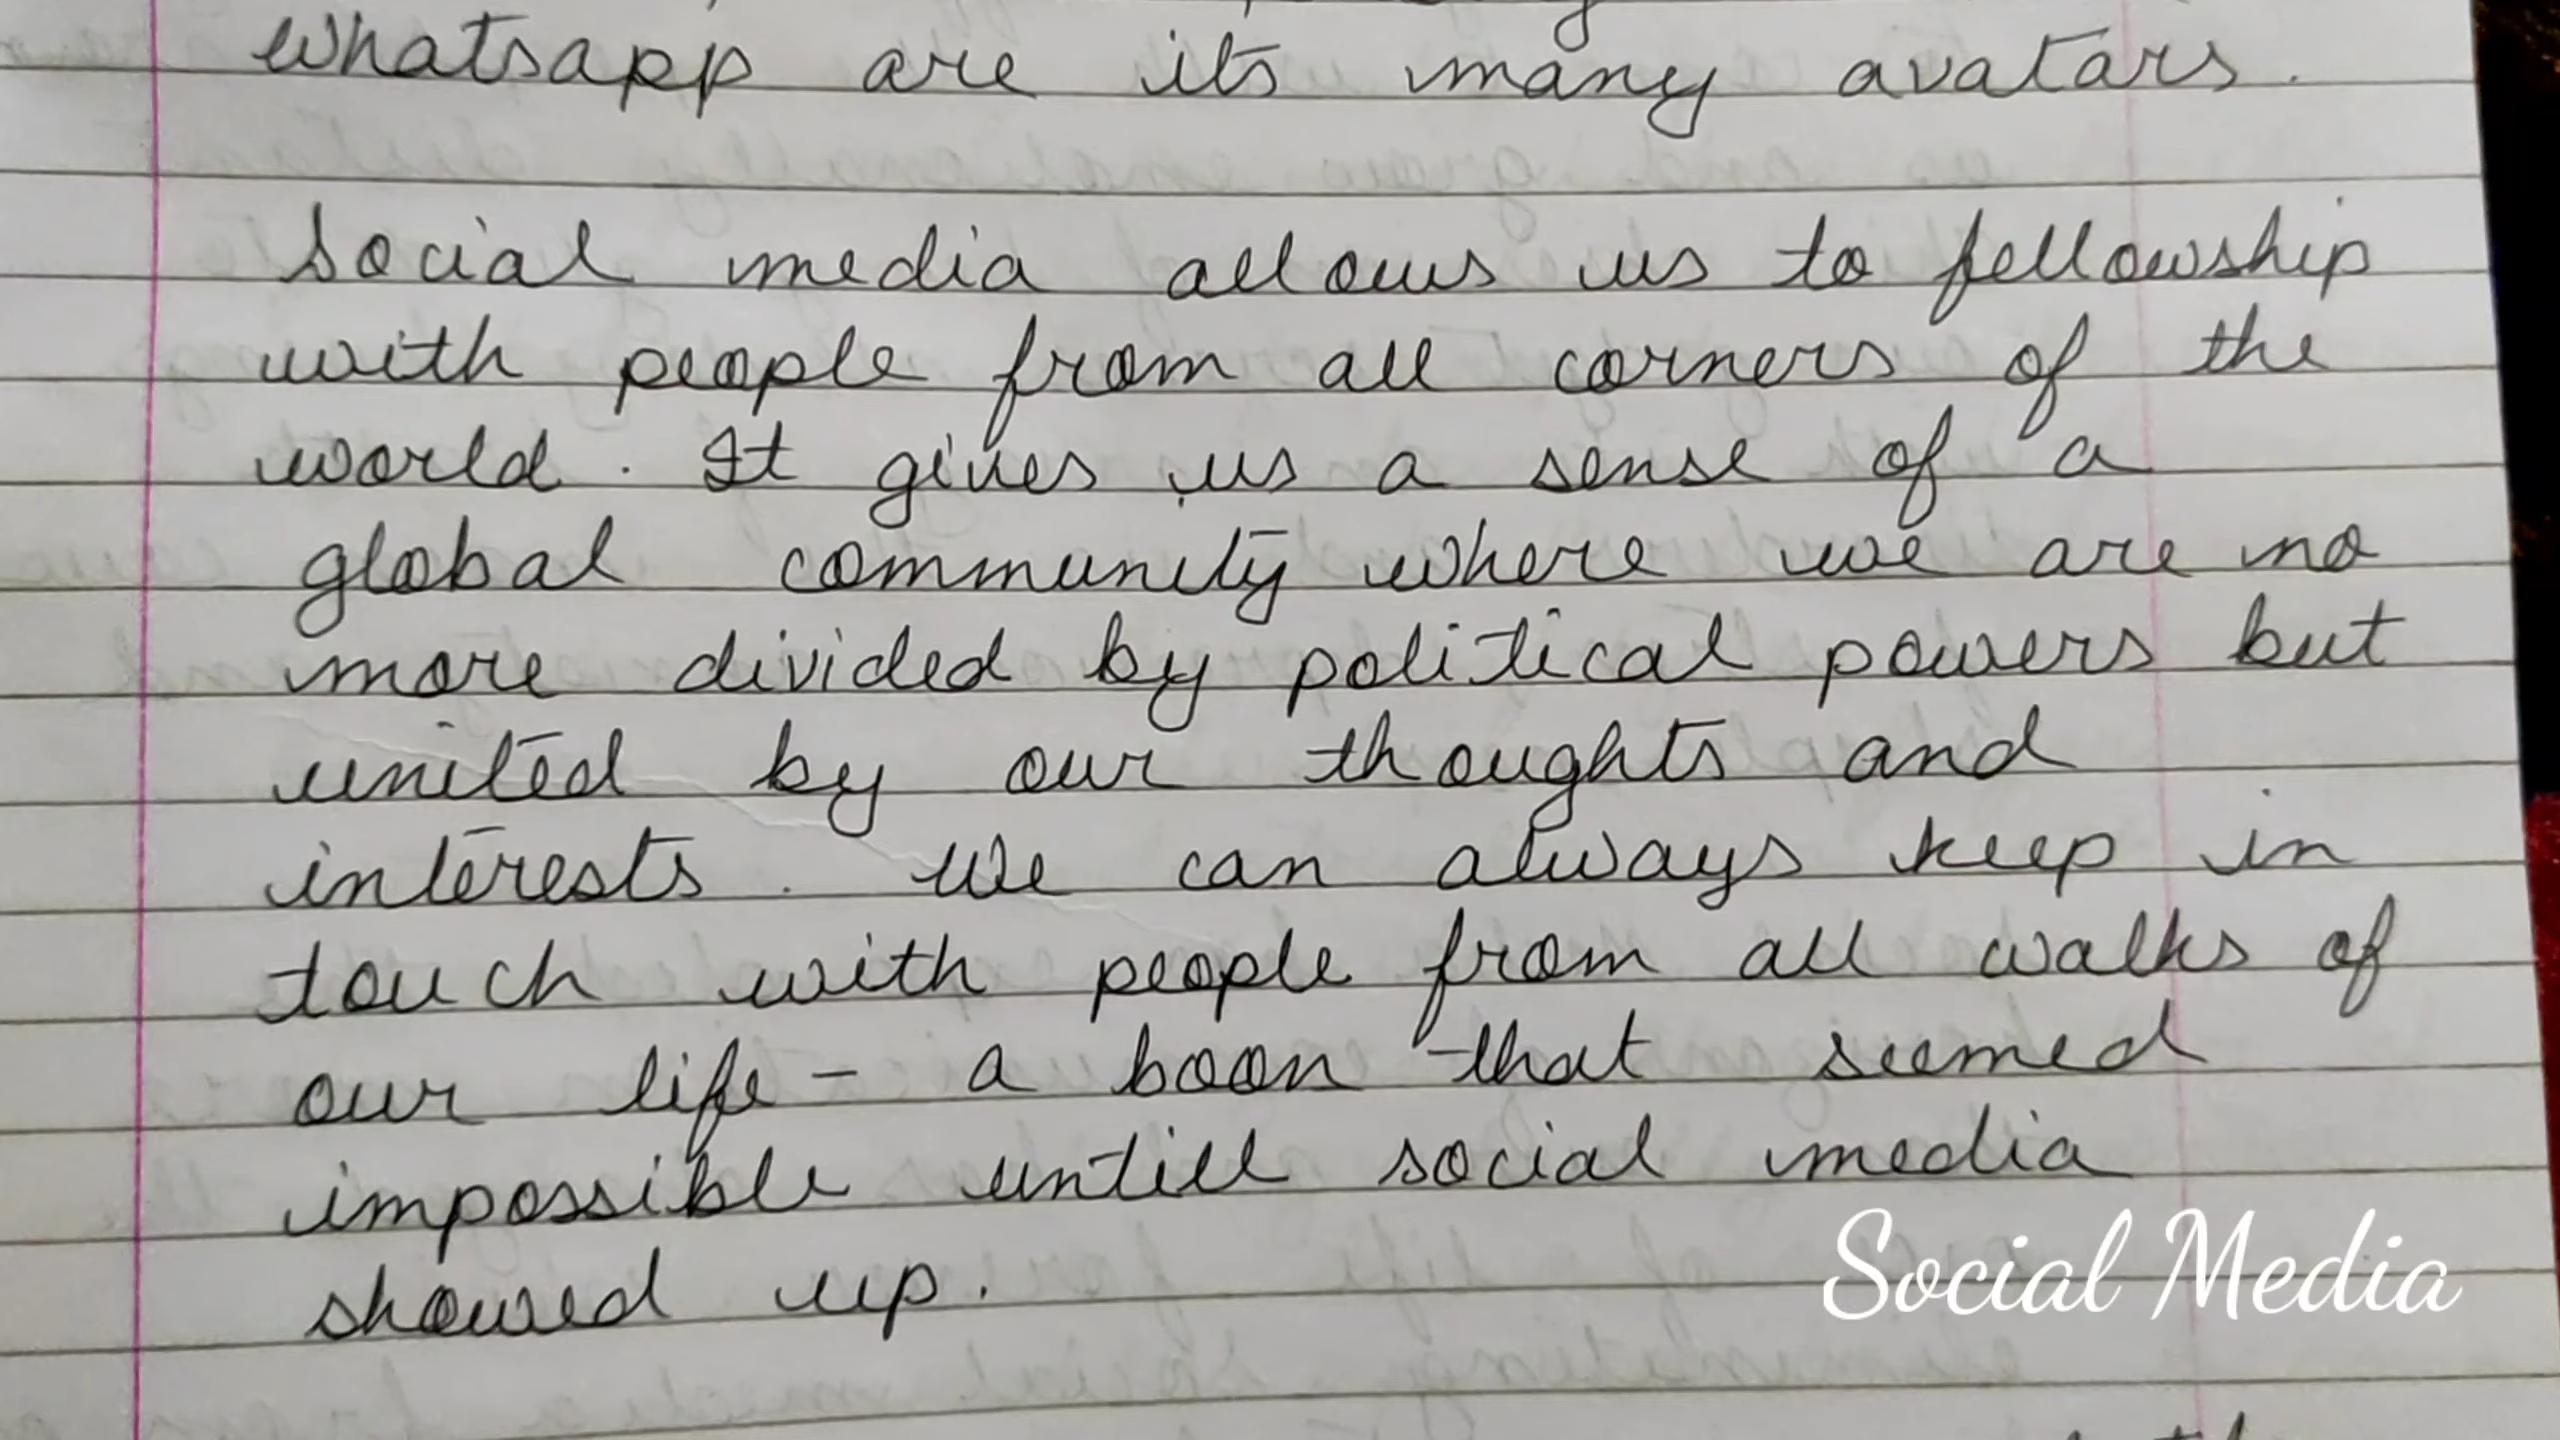 whatsapp are its many avatars.
Social media allows us to fellowship
with people from all corners of the
world. It gives us a sense of a
global community where we are no
more divided by political powers but
united by our thoughts and
interests. We can always keep in
touch with people from all walks of
our life - a boon that seemed
impossible untill social media
showed up.
Social Media